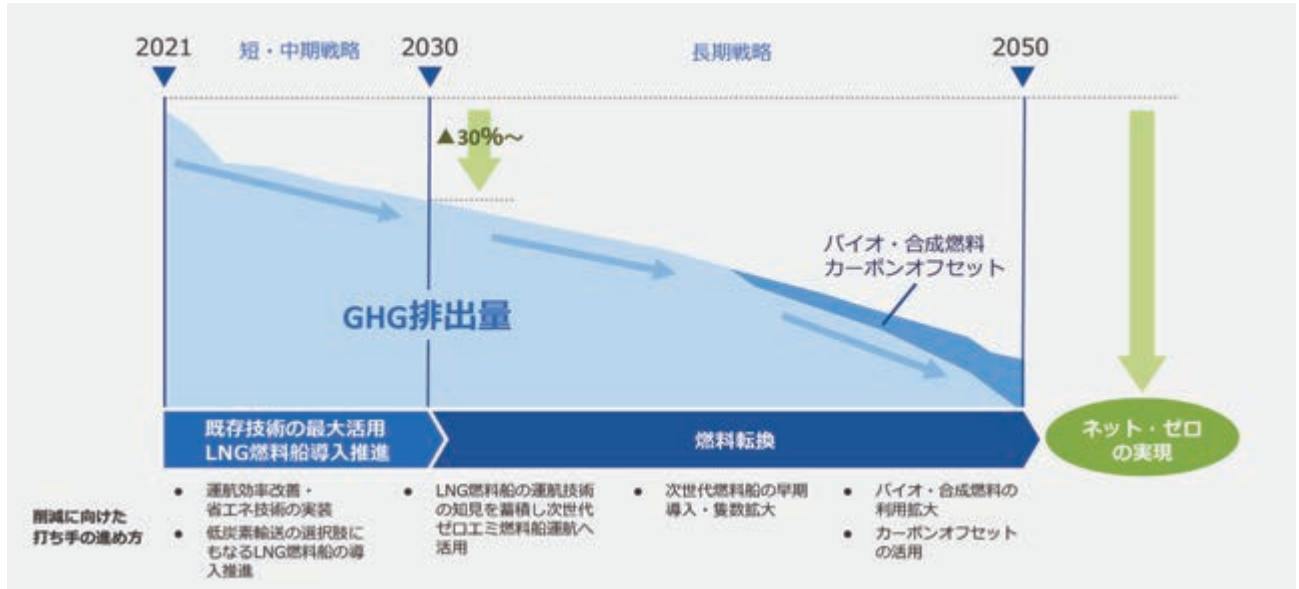 2021
短・中期戦略
2030
長期戦略
2050
▲30%～
バイオ・合成燃料
カーボンオフセット
GHG排出量
既存技術の最大活用
LNG燃料船導入推進
燃料転換
ネット・ゼロ
の実現
削減に向けた
打ち手の進め方
● 運航効率改善・
省エネ技術の実装
● 低炭素輸送の選択肢に
もなるLNG燃料船の導
入推進
● LNG燃料船の運航技術
の知見を蓄積し次世代
ゼロエミ燃料船運航へ
活用
● 次世代燃料船の早期
導入・隻数拡大
● バイオ・合成燃料の
利用拡大
● カーボンオフセット
の活用